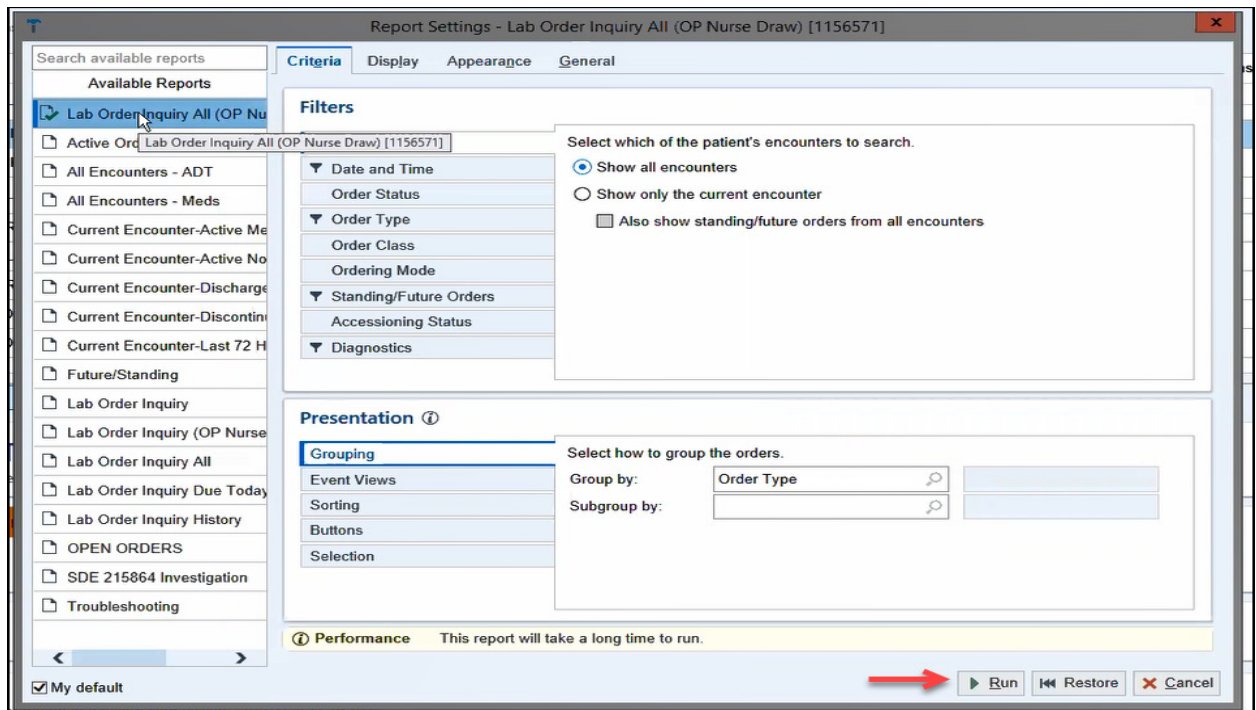 Report Settings - Lab Order Inquiry All (OP Nurse Draw) [1156571]
Search available reports
Available Reports
Lab Order Inquiry All (OP Nu
Active Ord
Lab Order Inquiry All (OP Nurse Draw) [1156571]
All Encounters - ADT
All Encounters - Meds
Current Encounter-Active Me
Current Encounter-Active No
Current Encounter-Discharge
Current Encounter-Discontin
Current Encounter-Last 72 H
Future/Standing
Lab Order Inquiry
Lab Order Inquiry (OP Nurse
Lab Order Inquiry All
Lab Order Inquiry Due Today
Lab Order Inquiry History
OPEN ORDERS
SDE 215864 Investigation
Troubleshooting
My default
Criteria Display Appearance General
Filters
Date and Time
Order Status
Order Type
Order Class
Ordering Mode
Standing/Future Orders
Accessioning Status
Diagnostics
Select which of the patient's encounters to search.
Show all encounters
Show only the current encounter
Also show standing/future orders from all encounters
Presentation
Grouping
Event Views
Sorting
Buttons
Selection
Select how to group the orders.
Group by: Order Type
Subgroup by:
Performance This report will take a long time to run.
Run Restore Cancel